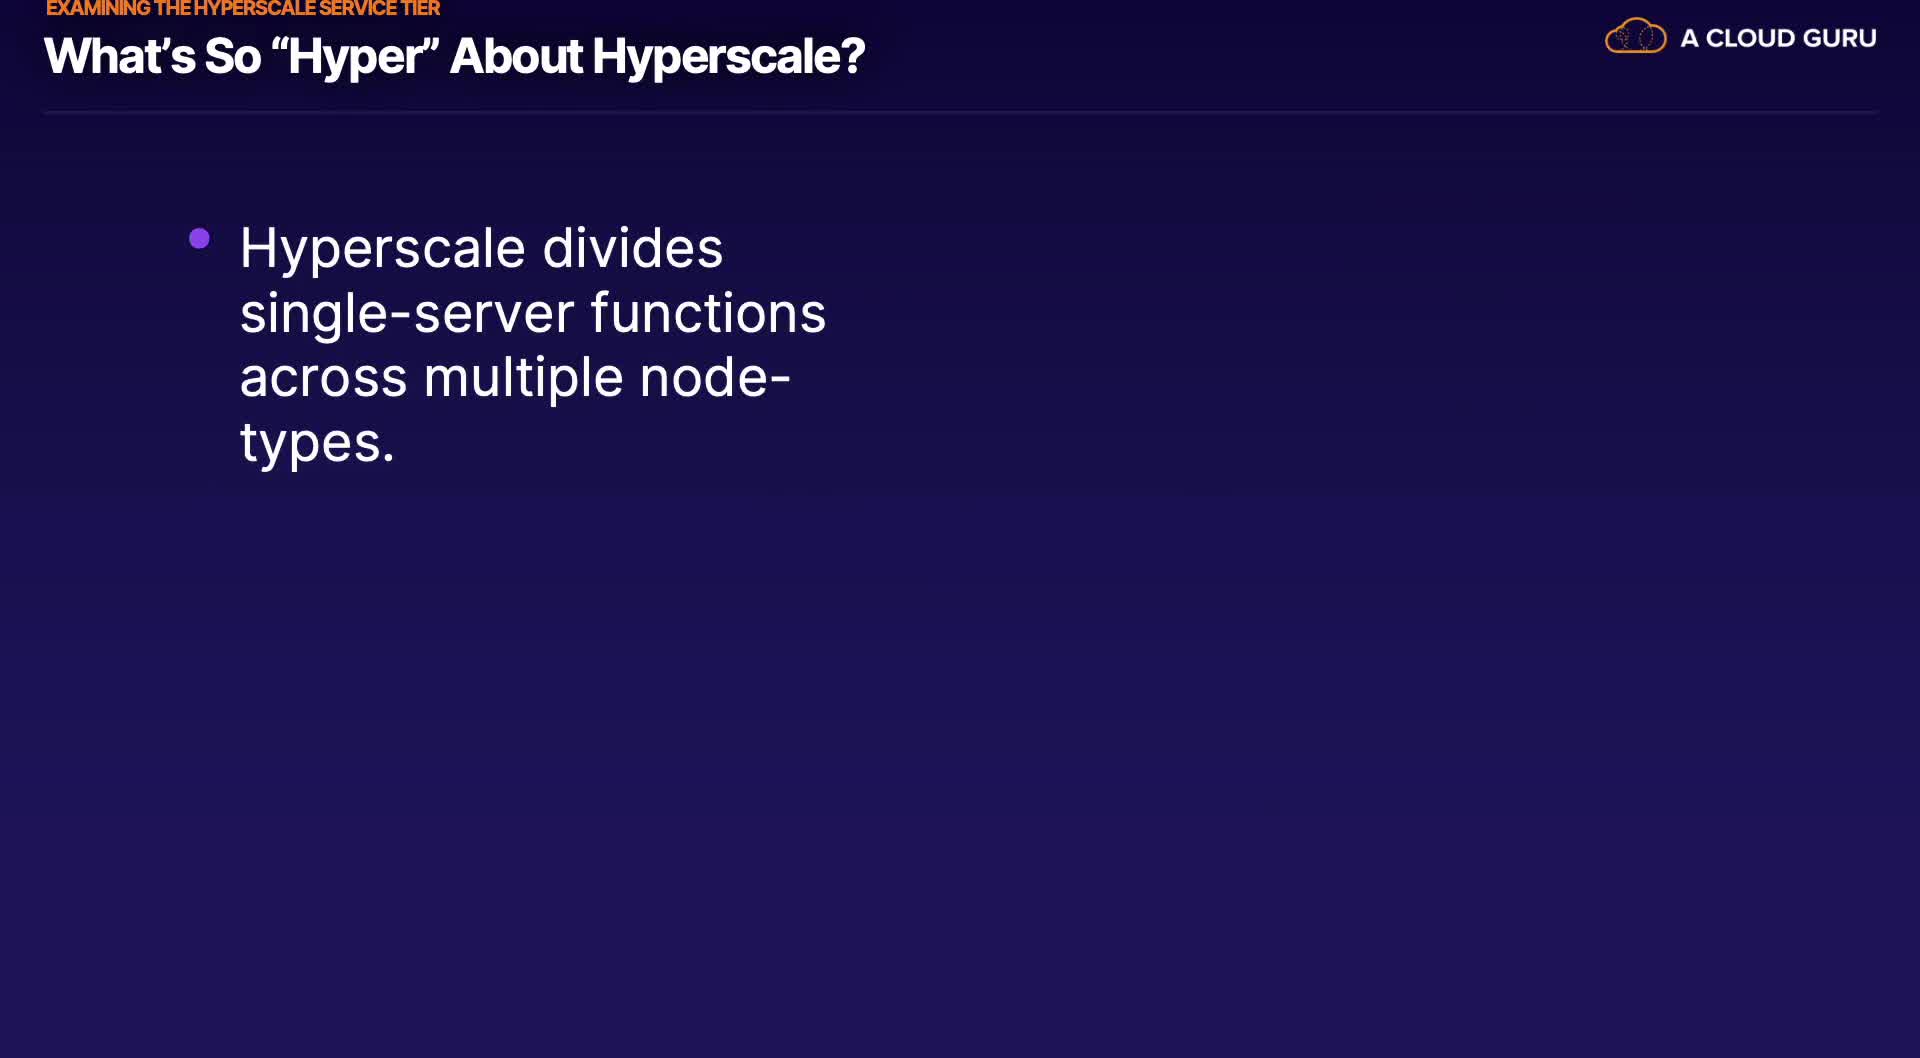 EXAMINING THE HYPERSCALE SERVICE TIER
What’s So “Hyper” About Hyperscale?
A CLOUD GURU
Hyperscale divides
single-server functions
across multiple node-
types.